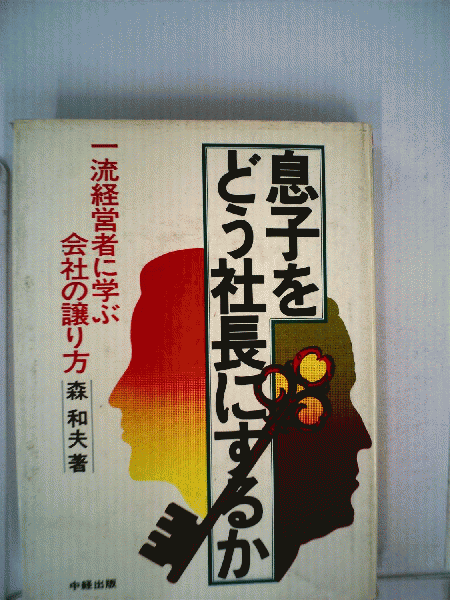 息子を
どう社長にするか
一流経営者に学ぶ
会社の譲り方
森和夫著
中経出版